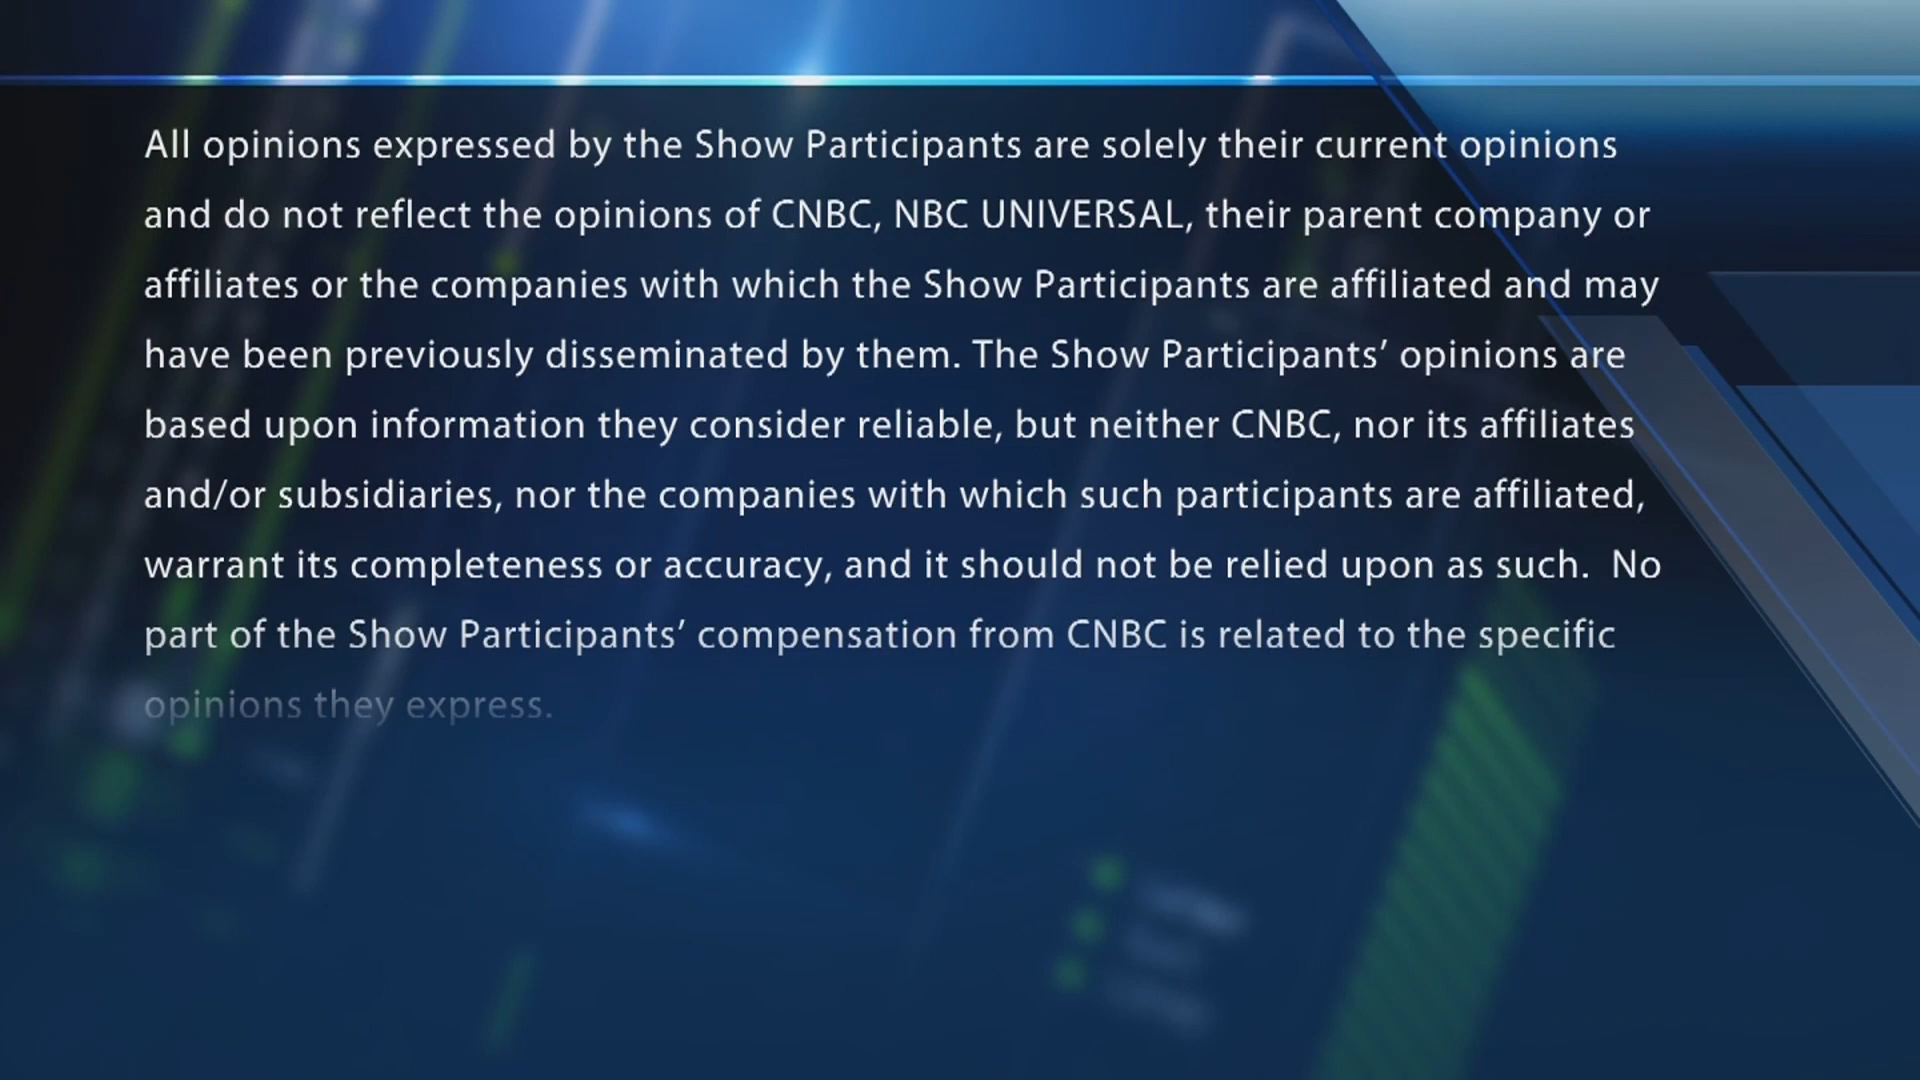 All opinions expressed by the Show Participants are solely their current opinions
and do not reflect the opinions of CNBC, NBC UNIVERSAL, their parent company or
affiliates or the companies with which the Show Participants are affiliated and may
have been previously disseminated by them. The Show Participants’ opinions are
based upon information they consider reliable, but neither CNBC, nor its affiliates
and/or subsidiaries, nor the companies with which such participants are affiliated,
warrant its completeness or accuracy, and it should not be relied upon as such.  No
part of the Show Participants’ compensation from CNBC is related to the specific
opinions they express.